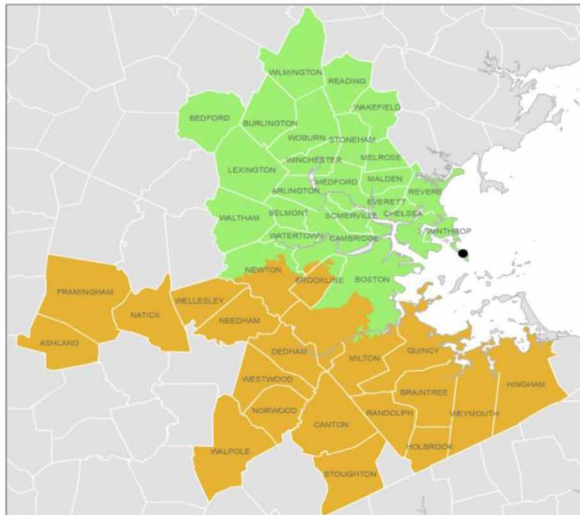 WILMINGTON
READING
WAKEFIELD
BEDFORD
BURLINGTON
WOBURN
STONEHAM
WINCHESTER
MELROSE
LEXINGTON
MEDFORD
MALDEN
ARLINGTON
REVERE
EVERETT
BELMONT
SOMERVILLE
CHELSEA
WALTHAM
WINTHROP
WATERTOWN
CAMBRIDGE
NEWTON
BROOKLINE
BOSTON
FRAMINGHAM
WELLESLEY
NATICK
NEEDHAM
ASHLAND
DEDHAM
QUINCY
MILTON
WESTWOOD
HINGHAM
BRAINTREE
NORWOOD
RANDOLPH
WEYMOUTH
CANTON
HOLBROOK
WALPOLE
STOUGHTON